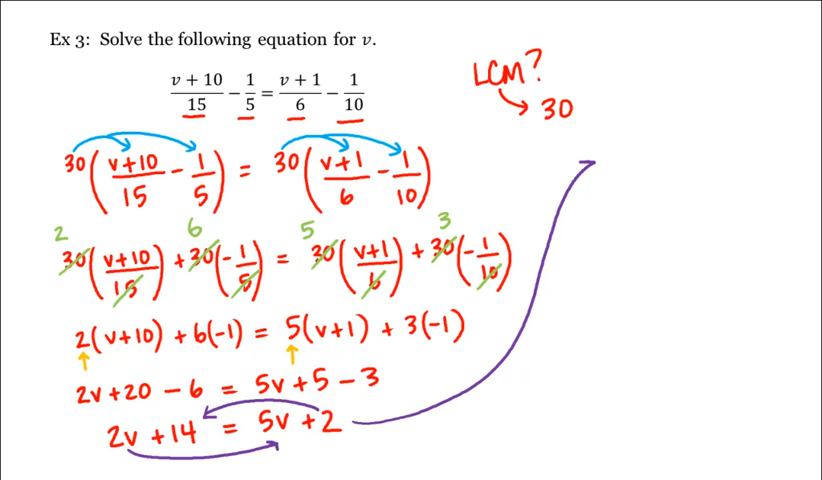 Ex 3: Solve the following equation for v.
(v + 10)/15 − 1/5 = (v + 1)/6 − 1/10
LCM?
30
30((v+10)/15 − 1/5) = 30((v+1)/6 − 1/10)
2 6 5 3
30((v+10)/15) + 30(−1/5) = 30((v+1)/6) + 30(−1/10)
2(v+10) + 6(−1) = 5(v+1) + 3(−1)
2v+20 − 6 = 5v+5 − 3
2v +14 = 5v +2